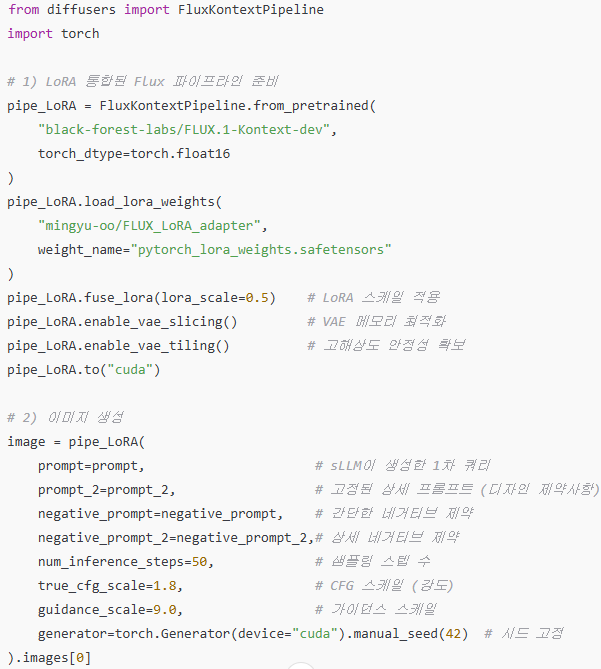 from diffusers import FluxKontextPipeline
import torch
# 1) LoRA 통합된 Flux 파이프라인 준비
pipe_LoRA = FluxKontextPipeline.from_pretrained(
    "black-forest-labs/FLUX.1-Kontext-dev",
    torch_dtype=torch.float16
)
pipe_LoRA.load_lora_weights(
    "mingyu-oo/FLUX_LoRA_adapter",
    weight_name="pytorch_lora_weights.safetensors"
)
pipe_LoRA.fuse_lora(lora_scale=0.5)    # LoRA 스케일 적용
pipe_LoRA.enable_vae_slicing()         # VAE 메모리 최적화
pipe_LoRA.enable_vae_tiling()          # 고해상도 안정성 확보
pipe_LoRA.to("cuda")
# 2) 이미지 생성
image = pipe_LoRA(
    prompt=prompt,                      # sLLM이 생성한 1차 쿼리
    prompt_2=prompt_2,                  # 고정된 상세 프롬프트 (디자인 제약사항)
    negative_prompt=negative_prompt,    # 간단한 네거티브 제약
    negative_prompt_2=negative_prompt_2,# 상세 네거티브 제약
    num_inference_steps=50,             # 샘플링 스텝 수
    true_cfg_scale=1.8,                 # CFG 스케일 (강도)
    guidance_scale=9.0,                 # 가이던스 스케일
    generator=torch.Generator(device="cuda").manual_seed(42)  # 시드 고정
).images[0]